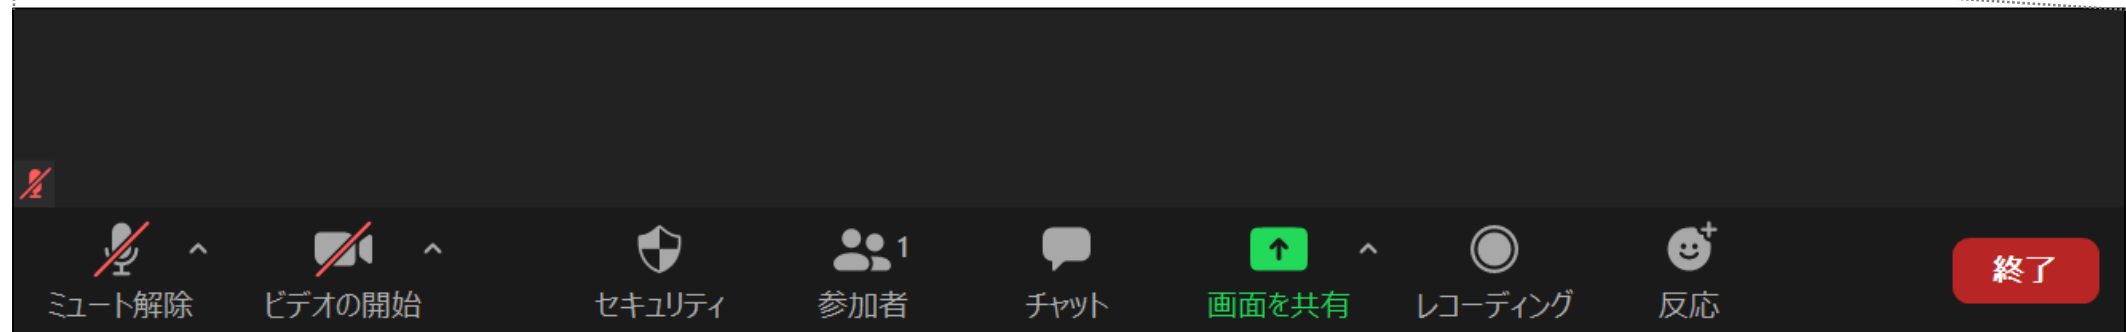 1
ミュート解除
ビデオの開始
セキュリティ
参加者
チャット
画面を共有
レコーディング
反応
終了